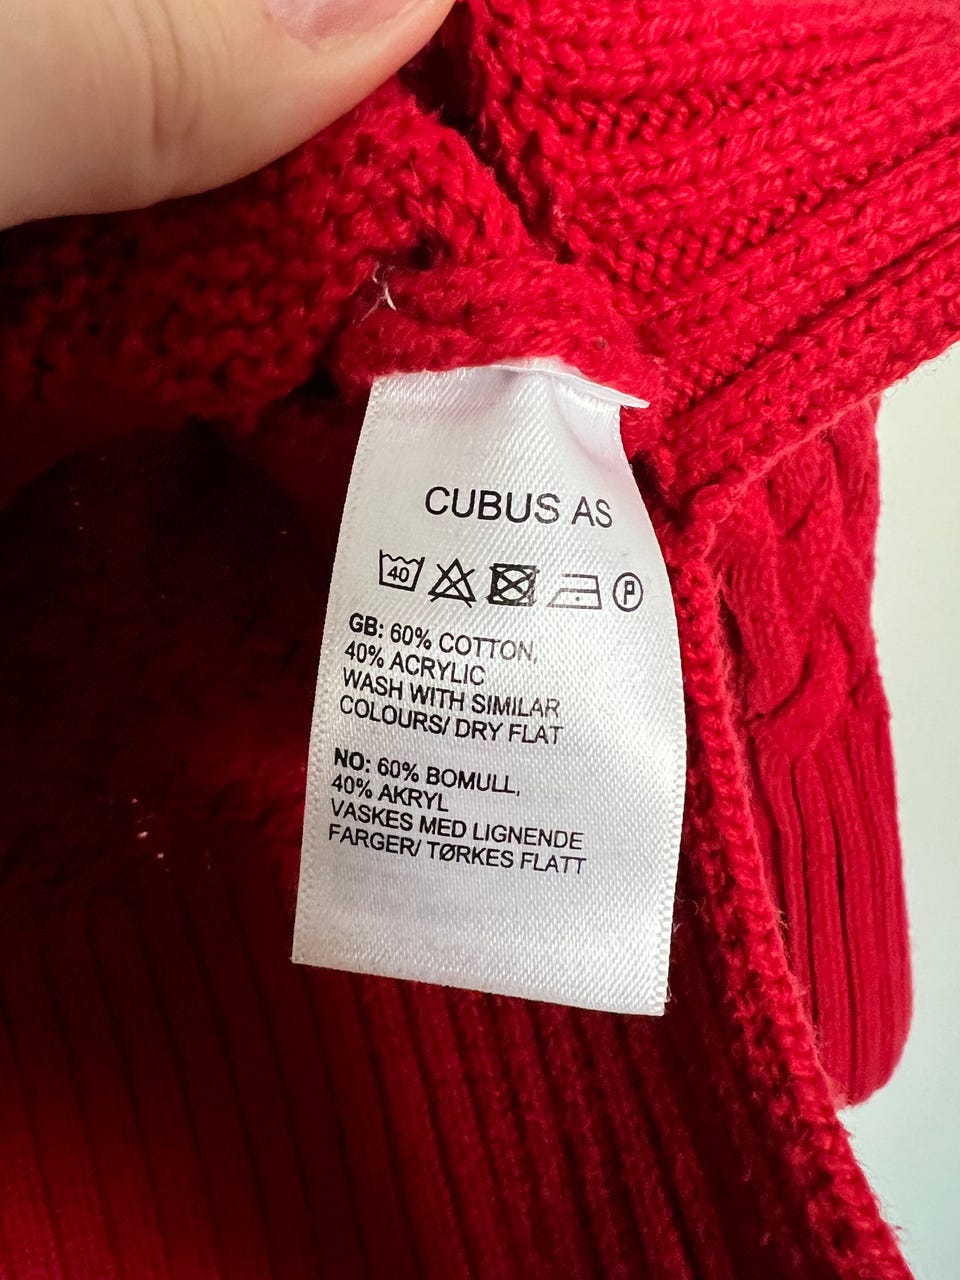 CUBUS AS
40 P
GB: 60% COTTON,
40% ACRYLIC
WASH WITH SIMILAR
COLOURS/ DRY FLAT
NO: 60% BOMULL,
40% AKRYL
VASKES MED LIGNENDE
FARGER/ TØRKES FLATT